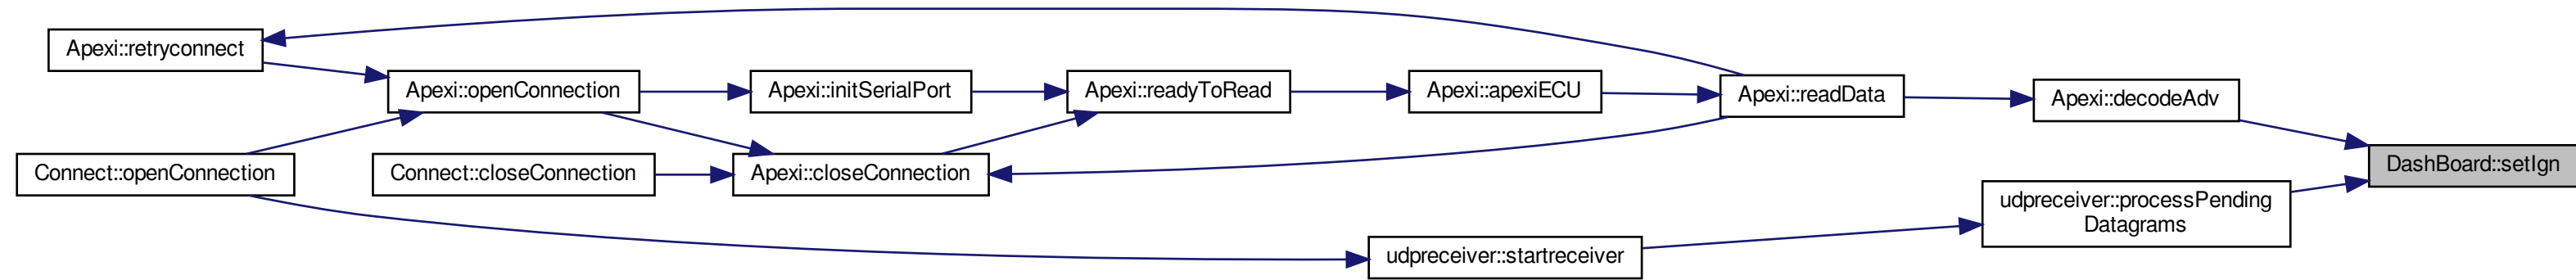 Apexi::retryconnect
Apexi::openConnection
Apexi::initSerialPort
Apexi::readyToRead
Apexi::apexiECU
Apexi::readData
Apexi::decodeAdv
Connect::openConnection
Connect::closeConnection
Apexi::closeConnection
DashBoard::setIgn
udpreceiver::processPending
Datagrams
udpreceiver::startreceiver